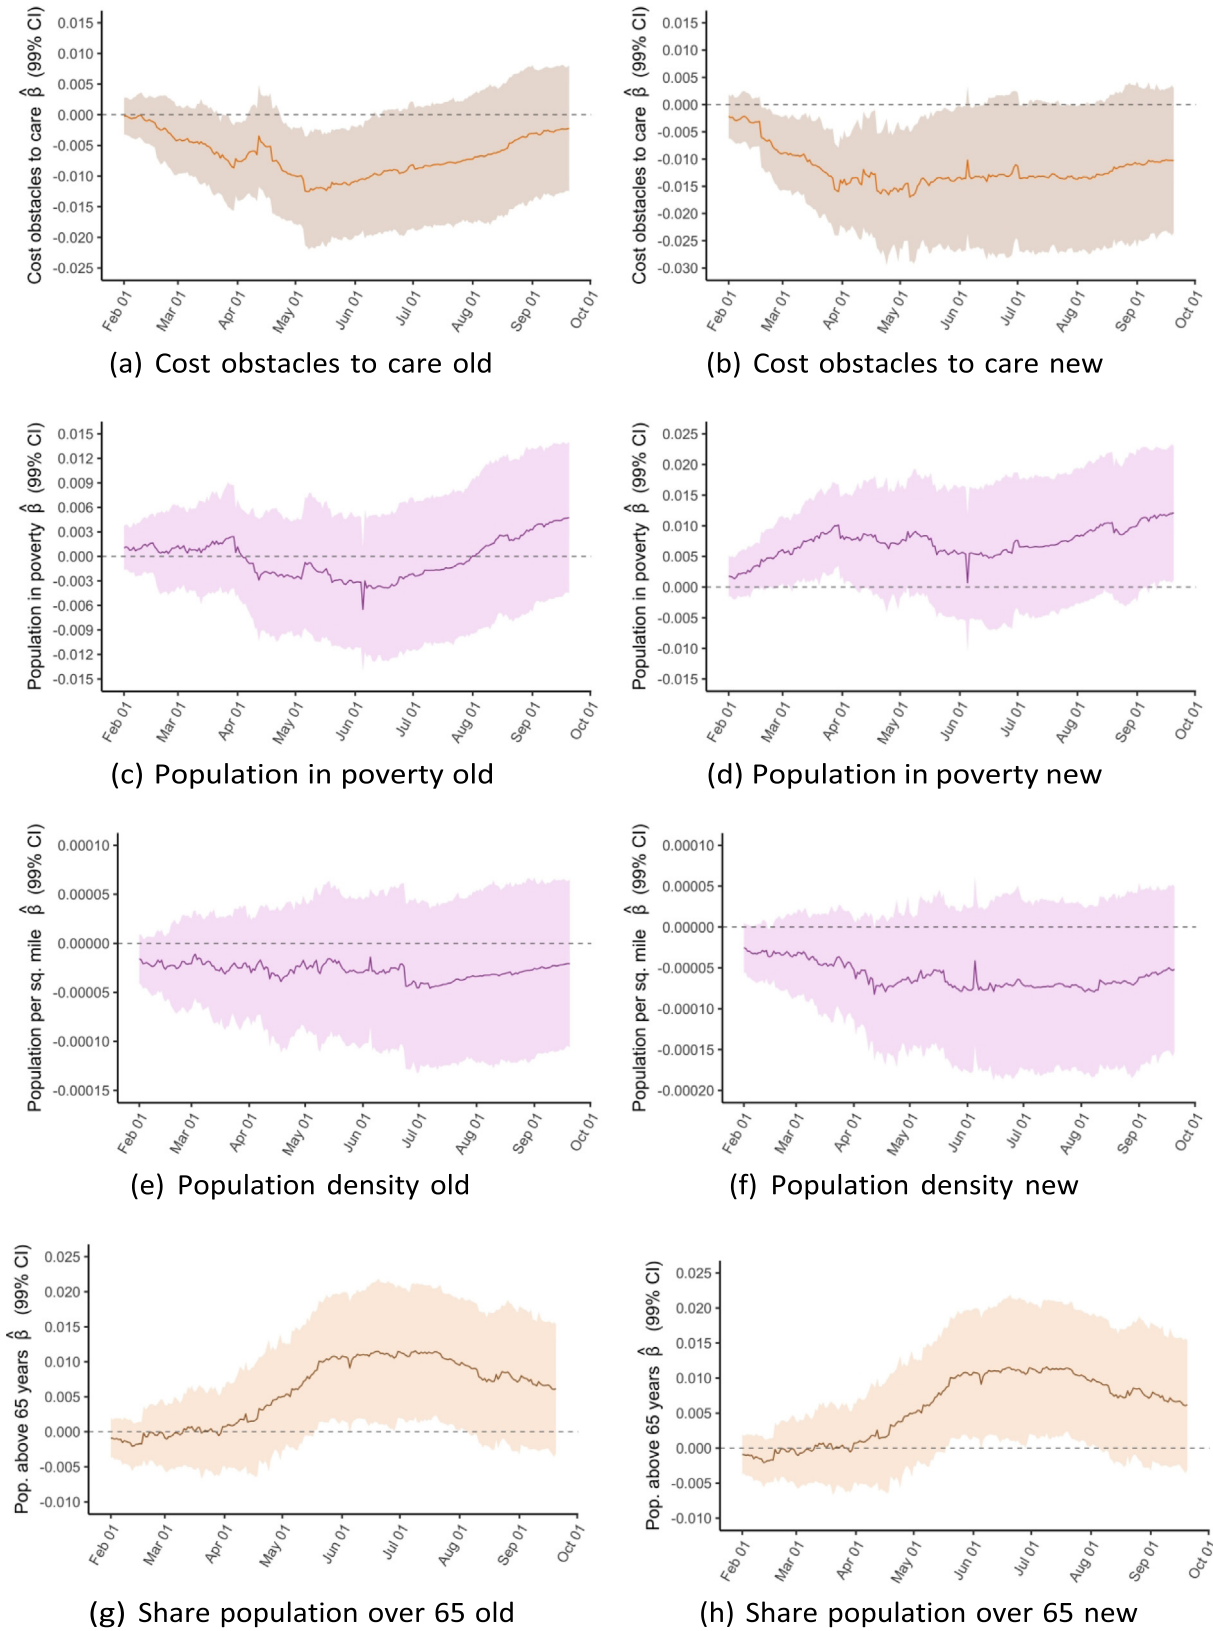 Cost obstacles to care β̂ (99% CI)
0.015
0.010
0.005
0.000
-0.005
-0.010
-0.015
-0.020
-0.025
Feb 01
Mar 01
Apr 01
May 01
Jun 01
Jul 01
Aug 01
Sep 01
Oct 01
(a) Cost obstacles to care old
Cost obstacles to care β̂ (99% CI)
0.015
0.010
0.005
0.000
-0.005
-0.010
-0.015
-0.020
-0.025
-0.030
Feb 01
Mar 01
Apr 01
May 01
Jun 01
Jul 01
Aug 01
Sep 01
Oct 01
(b) Cost obstacles to care new
Population in poverty β̂ (99% CI)
0.015
0.012
0.009
0.006
0.003
0.000
-0.003
-0.006
-0.009
-0.012
-0.015
Feb 01
Mar 01
Apr 01
May 01
Jun 01
Jul 01
Aug 01
Sep 01
Oct 01
(c) Population in poverty old
Population in poverty β̂ (99% CI)
0.025
0.020
0.015
0.010
0.005
0.000
-0.005
-0.010
-0.015
Feb 01
Mar 01
Apr 01
May 01
Jun 01
Jul 01
Aug 01
Sep 01
Oct 01
(d) Population in poverty new
Population per sq. mile β̂ (99% CI)
0.00010
0.00005
0.00000
-0.00005
-0.00010
-0.00015
Feb 01
Mar 01
Apr 01
May 01
Jun 01
Jul 01
Aug 01
Sep 01
Oct 01
(e) Population density old
Population per sq. mile β̂ (99% CI)
0.00010
0.00005
0.00000
-0.00005
-0.00010
-0.00015
-0.00020
Feb 01
Mar 01
Apr 01
May 01
Jun 01
Jul 01
Aug 01
Sep 01
Oct 01
(f) Population density new
Pop. above 65 years β̂ (99% CI)
0.025
0.020
0.015
0.010
0.005
0.000
-0.005
-0.010
Feb 01
Mar 01
Apr 01
May 01
Jun 01
Jul 01
Aug 01
Sep 01
Oct 01
(g) Share population over 65 old
Pop. above 65 years β̂ (99% CI)
0.025
0.020
0.015
0.010
0.005
0.000
-0.005
-0.010
Feb 01
Mar 01
Apr 01
May 01
Jun 01
Jul 01
Aug 01
Sep 01
Oct 01
(h) Share population over 65 new